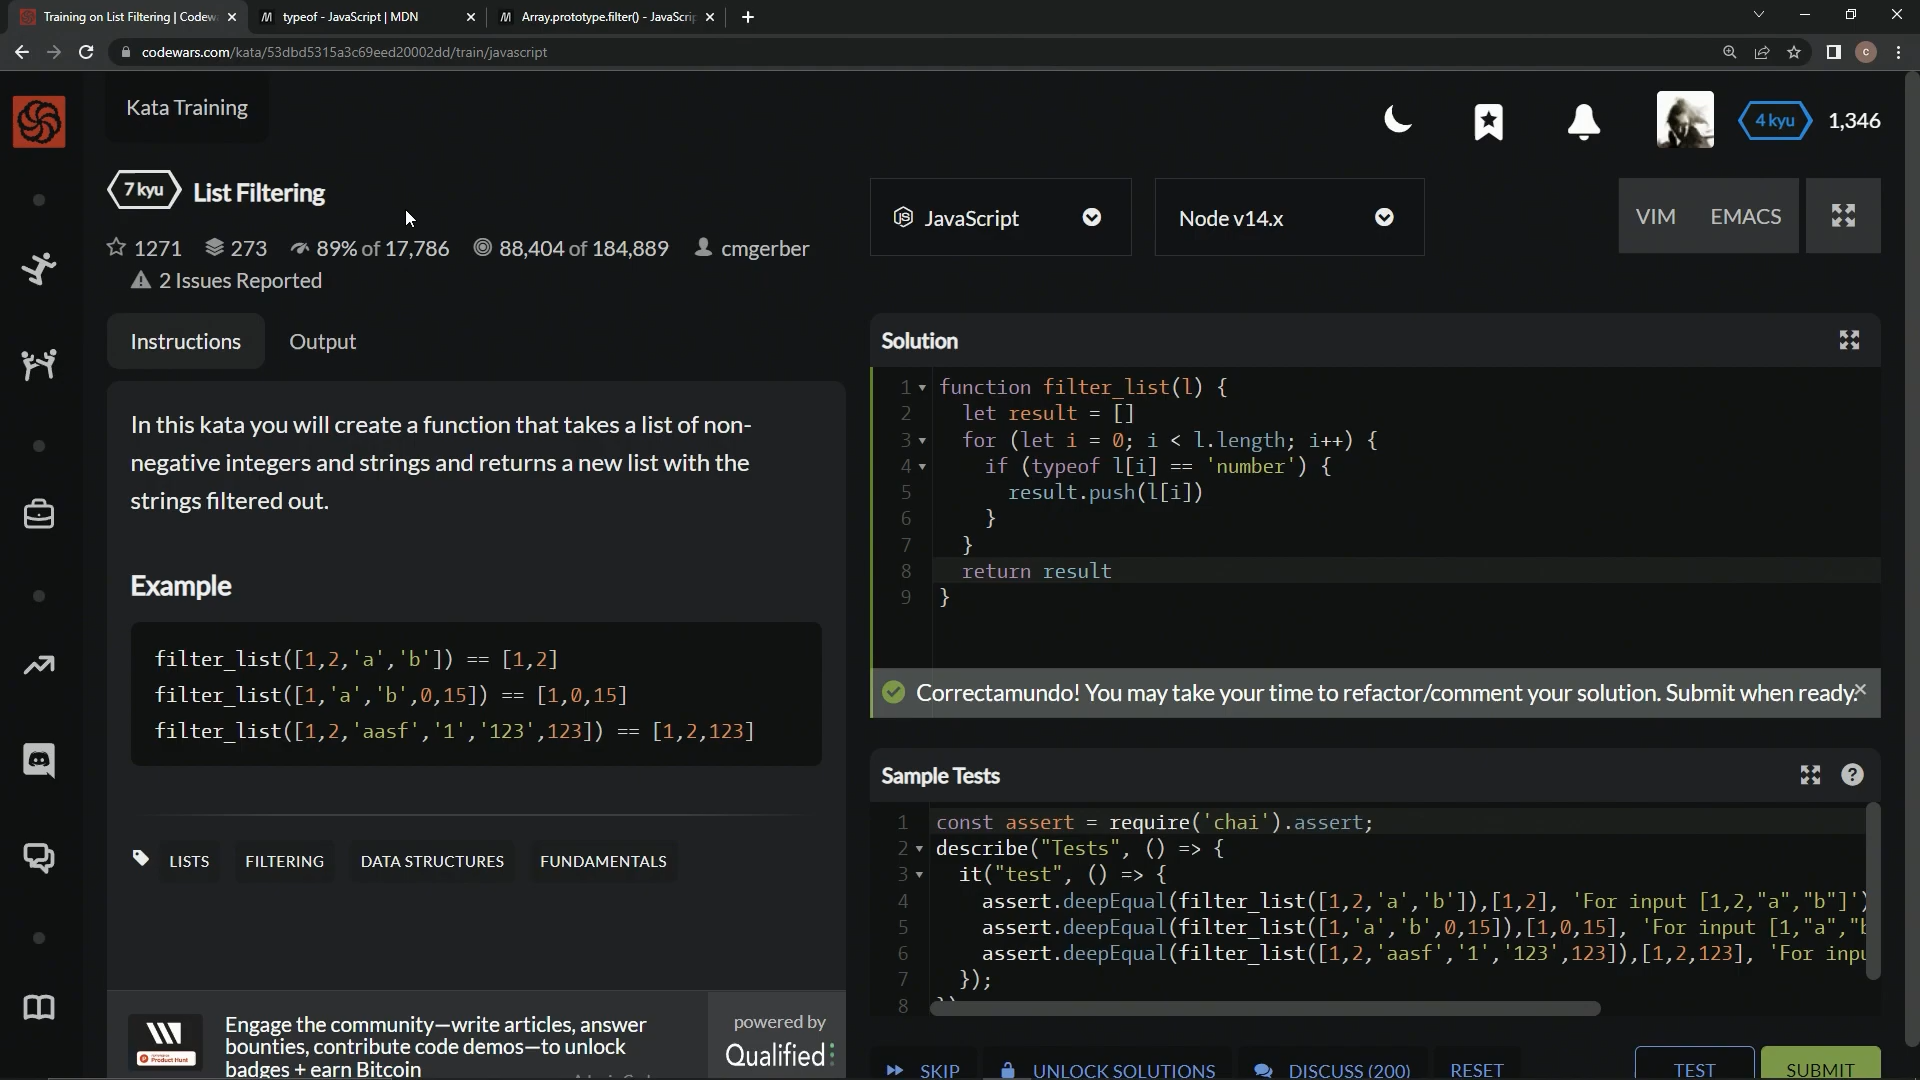 Training on List Filtering | Codew
typeof - JavaScript | MDN
Array.prototype.filter() - JavaScri
codewars.com/kata/53dbd5315a3c69eed20002dd/train/javascript
C
Kata Training
4 kyu 1,346
7 kyu List Filtering
1271 273 89% of 17,786 88,404 of 184,889 cmgerber
2 Issues Reported
JavaScript
Node v14.x
VIM EMACS
Instructions Output
In this kata you will create a function that takes a list of non-
negative integers and strings and returns a new list with the
strings filtered out.
Example
filter_list([1,2,'a','b']) == [1,2]
filter_list([1,'a','b',0,15]) == [1,0,15]
filter_list([1,2,'aasf','1','123',123]) == [1,2,123]
LISTS FILTERING DATA STRUCTURES FUNDAMENTALS
Product Hunt
Engage the community—write articles, answer
bounties, contribute code demos—to unlock
badges + earn Bitcoin
powered by
Qualified
Solution
1 function filter_list(l) {
2 let result = []
3 for (let i = 0; i < l.length; i++) {
4 if (typeof l[i] == 'number') {
5 result.push(l[i])
6 }
7 }
8 return result
9 }
Correctamundo! You may take your time to refactor/comment your solution. Submit when ready.
Sample Tests
1 const assert = require('chai').assert;
2 describe("Tests", () => {
3 it("test", () => {
4 assert.deepEqual(filter_list([1,2,'a','b']),[1,2], 'For input [1,2,"a","b"]')
5 assert.deepEqual(filter_list([1,'a','b',0,15]),[1,0,15], 'For input [1,"a","b
6 assert.deepEqual(filter_list([1,2,'aasf','1','123',123]),[1,2,123], 'For inpu
7 });
8
SKIP UNLOCK SOLUTIONS DISCUSS (200) RESET TEST SUBMIT